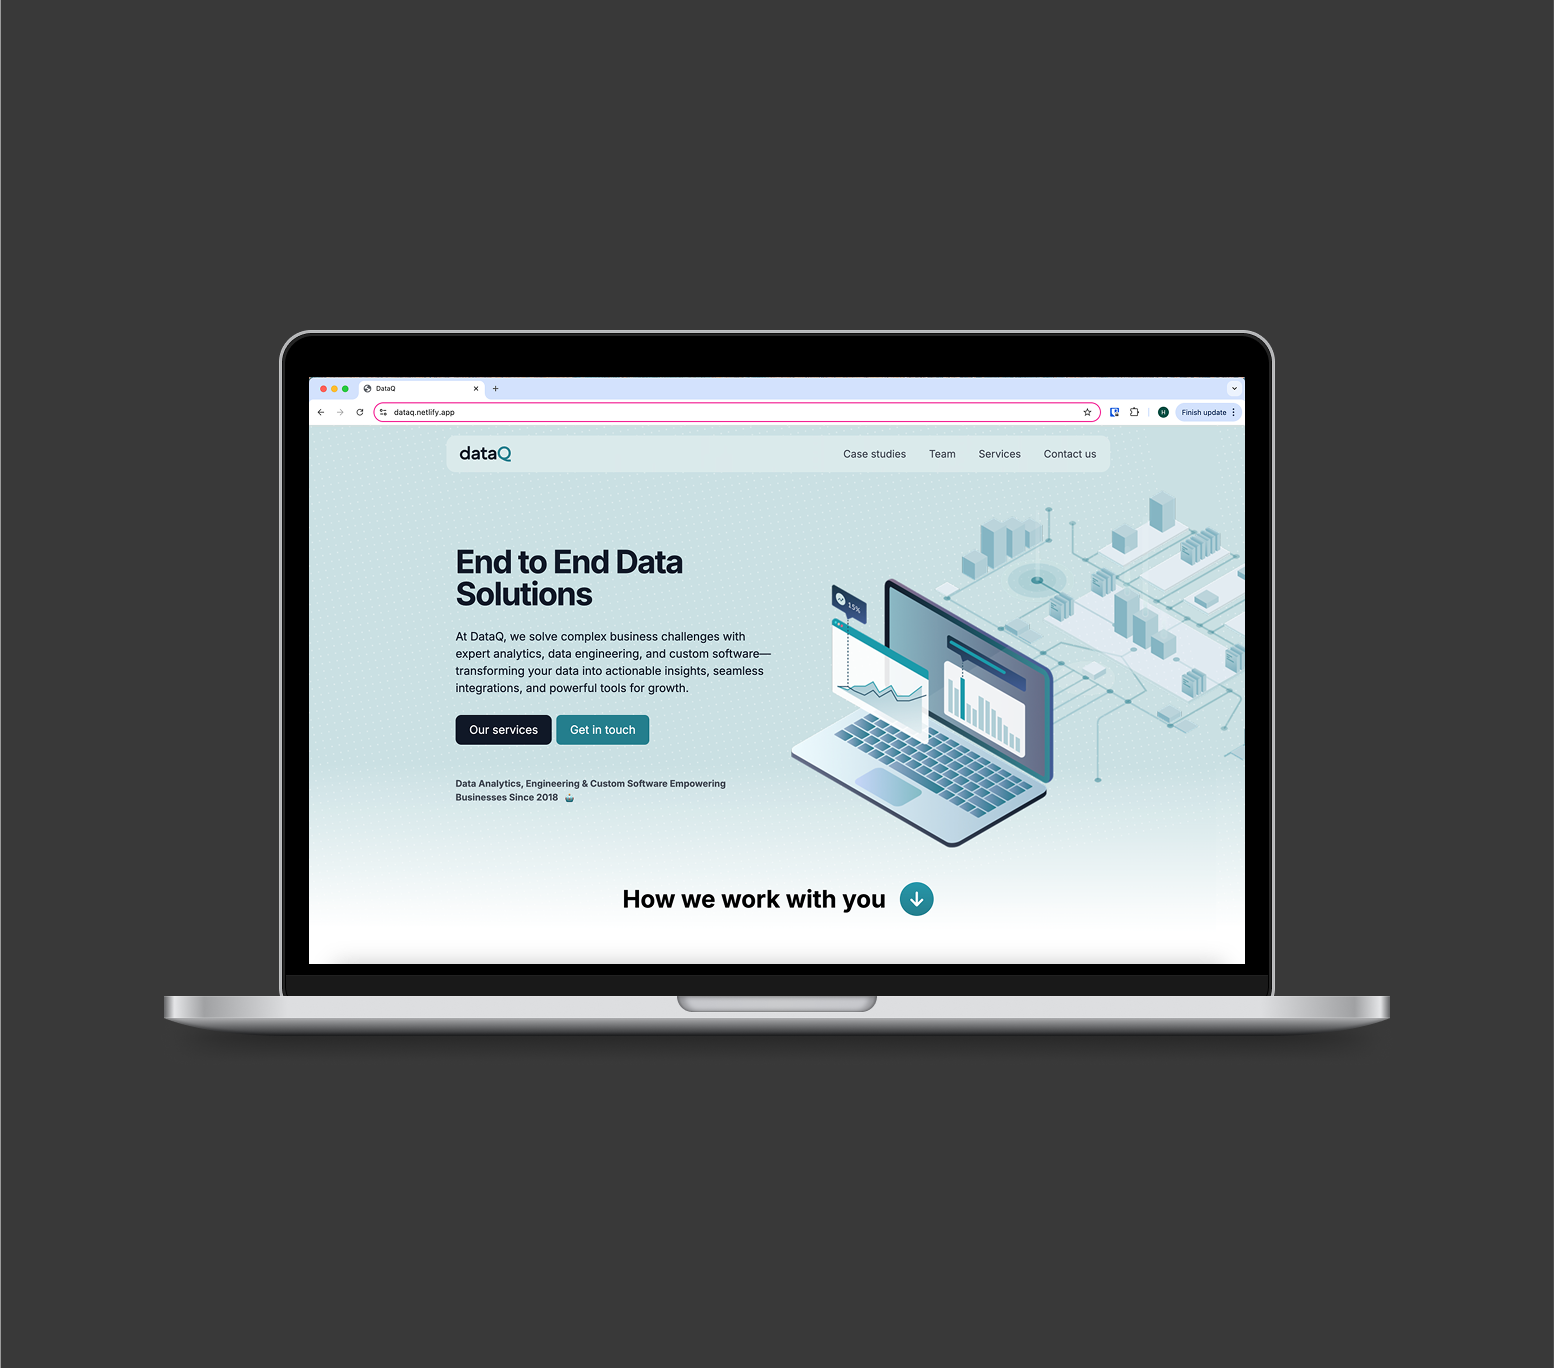 DataQ
dataq.netlify.app
H
Finish update
dataQ
Case studies
Team
Services
Contact us
End to End Data
Solutions
At DataQ, we solve complex business challenges with
expert analytics, data engineering, and custom software—
transforming your data into actionable insights, seamless
integrations, and powerful tools for growth.
Our services
Get in touch
15%
Data Analytics, Engineering & Custom Software Empowering
Businesses Since 2018
How we work with you